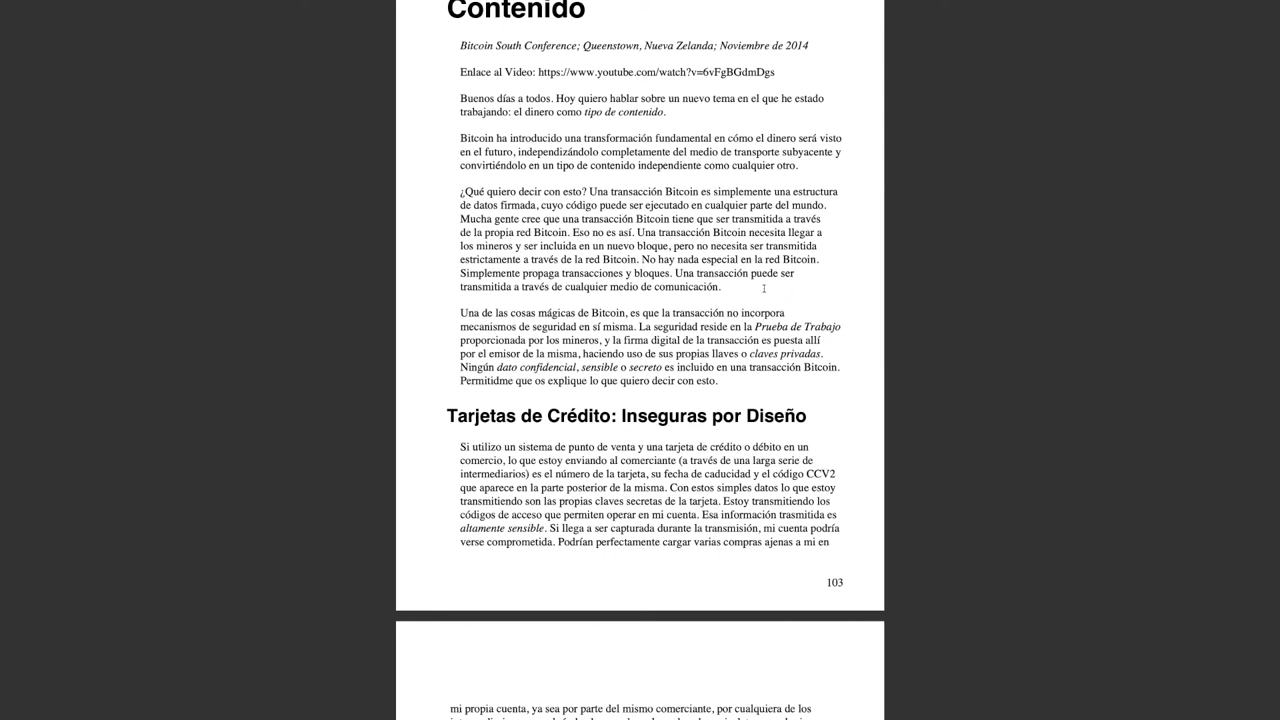 Contenido
Bitcoin South Conference; Queenstown, Nueva Zelanda; Noviembre de 2014
Enlace al Video: https://www.youtube.com/watch?v=6vFgBGdmDgs
Buenos días a todos. Hoy quiero hablar sobre un nuevo tema en el que he estado
trabajando: el dinero como tipo de contenido.
Bitcoin ha introducido una transformación fundamental en cómo el dinero será visto
en el futuro, independizándolo completamente del medio de transporte subyacente y
convirtiéndolo en un tipo de contenido independiente como cualquier otro.
¿Qué quiero decir con esto? Una transacción Bitcoin es simplemente una estructura
de datos firmada, cuyo código puede ser ejecutado en cualquier parte del mundo.
Mucha gente cree que una transacción Bitcoin tiene que ser transmitida a través
de la propia red Bitcoin. Eso no es así. Una transacción Bitcoin necesita llegar a
los mineros y ser incluida en un nuevo bloque, pero no necesita ser transmitida
estrictamente a través de la red Bitcoin. No hay nada especial en la red Bitcoin.
Simplemente propaga transacciones y bloques. Una transacción puede ser
transmitida a través de cualquier medio de comunicación.
Una de las cosas mágicas de Bitcoin, es que la transacción no incorpora
mecanismos de seguridad en sí misma. La seguridad reside en la Prueba de Trabajo
proporcionada por los mineros, y la firma digital de la transacción es puesta allí
por el emisor de la misma, haciendo uso de sus propias llaves o claves privadas.
Ningún dato confidencial, sensible o secreto es incluido en una transacción Bitcoin.
Permitidme que os explique lo que quiero decir con esto.
Tarjetas de Crédito: Inseguras por Diseño
Si utilizo un sistema de punto de venta y una tarjeta de crédito o débito en un
comercio, lo que estoy enviando al comerciante (a través de una larga serie de
intermediarios) es el número de la tarjeta, su fecha de caducidad y el código CCV2
que aparece en la parte posterior de la misma. Con estos simples datos lo que estoy
transmitiendo son las propias claves secretas de la tarjeta. Estoy transmitiendo los
códigos de acceso que permiten operar en mi cuenta. Esa información trasmitida es
altamente sensible. Si llega a ser capturada durante la transmisión, mi cuenta podría
verse comprometida. Podrían perfectamente cargar varias compras ajenas a mi en
103
mi propia cuenta, ya sea por parte del mismo comerciante, por cualquiera de los